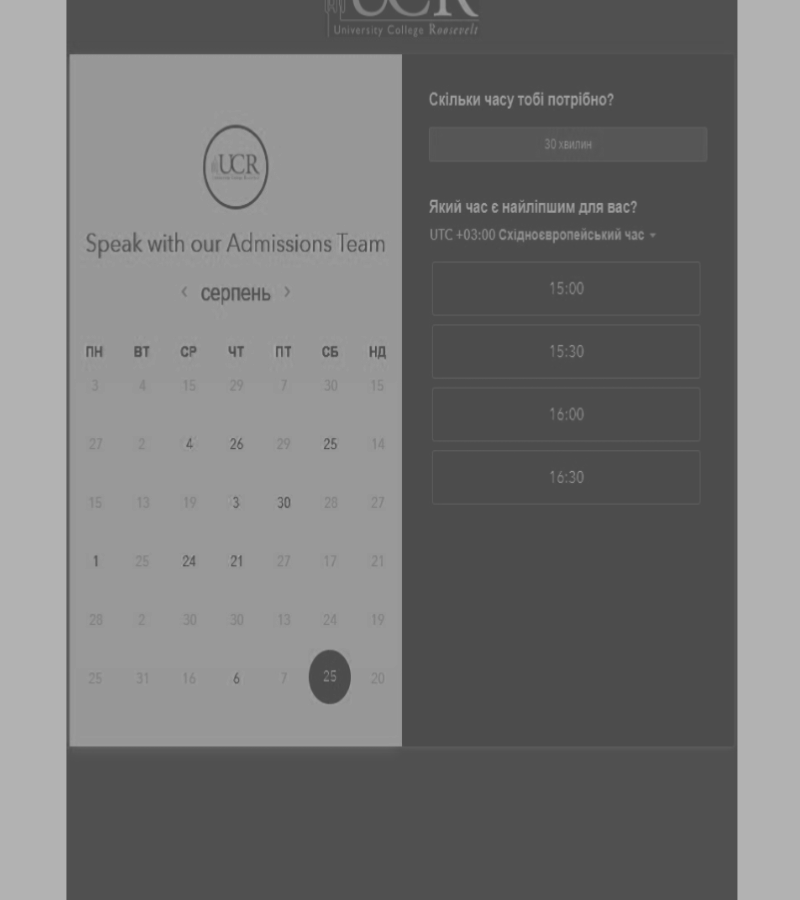 UCR
University College Roosevelt
UCR
Speak with our Admissions Team
‹ серпень ›
ПН ВТ СР ЧТ ПТ СБ НД
3 4 15 29 7 30 15
27 2 4 26 29 25 14
15 13 19 3 30 28 27
1 25 24 21 27 17 21
28 2 30 30 13 24 19
25 31 16 6 7 25 20
Скільки часу тобі потрібно?
30 хвилин
Який час є найліпшим для вас?
UTC +03:00 Східноєвропейський час
15:00
15:30
16:00
16:30